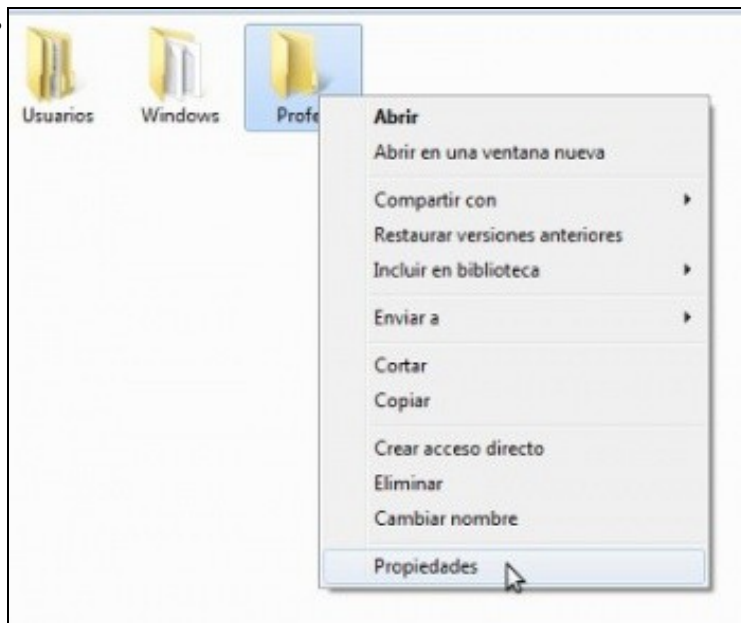 Usuarios
Windows
Profe
Abrir
Abrir en una ventana nueva
Compartir con
Restaurar versiones anteriores
Incluir en biblioteca
Enviar a
Cortar
Copiar
Crear acceso directo
Eliminar
Cambiar nombre
Propiedades